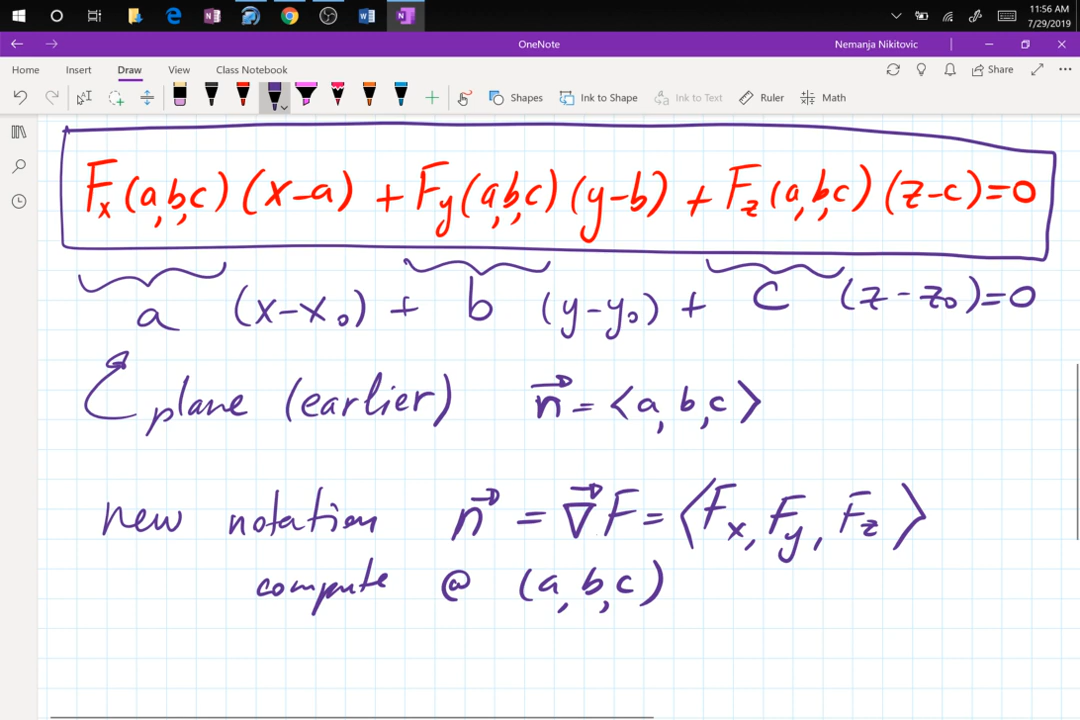 11:56 AM
7/29/2019
OneNote
Nemanja Nikitovic
Home Insert Draw View Class Notebook
Share
Shapes Ink to Shape Ink to Text Ruler Math
Fₓ(a,b,c)(x-a) + Fy(a,b,c)(y-b) + Fz(a,b,c)(z-c)=0
a (x-x₀) + b (y-y₀) + c (z-z₀)=0
plane (earlier) n⃗ = <a, b, c>
new notation n⃗ = ∇⃗F = <Fₓ, Fy, Fz>
compute @ (a, b, c)